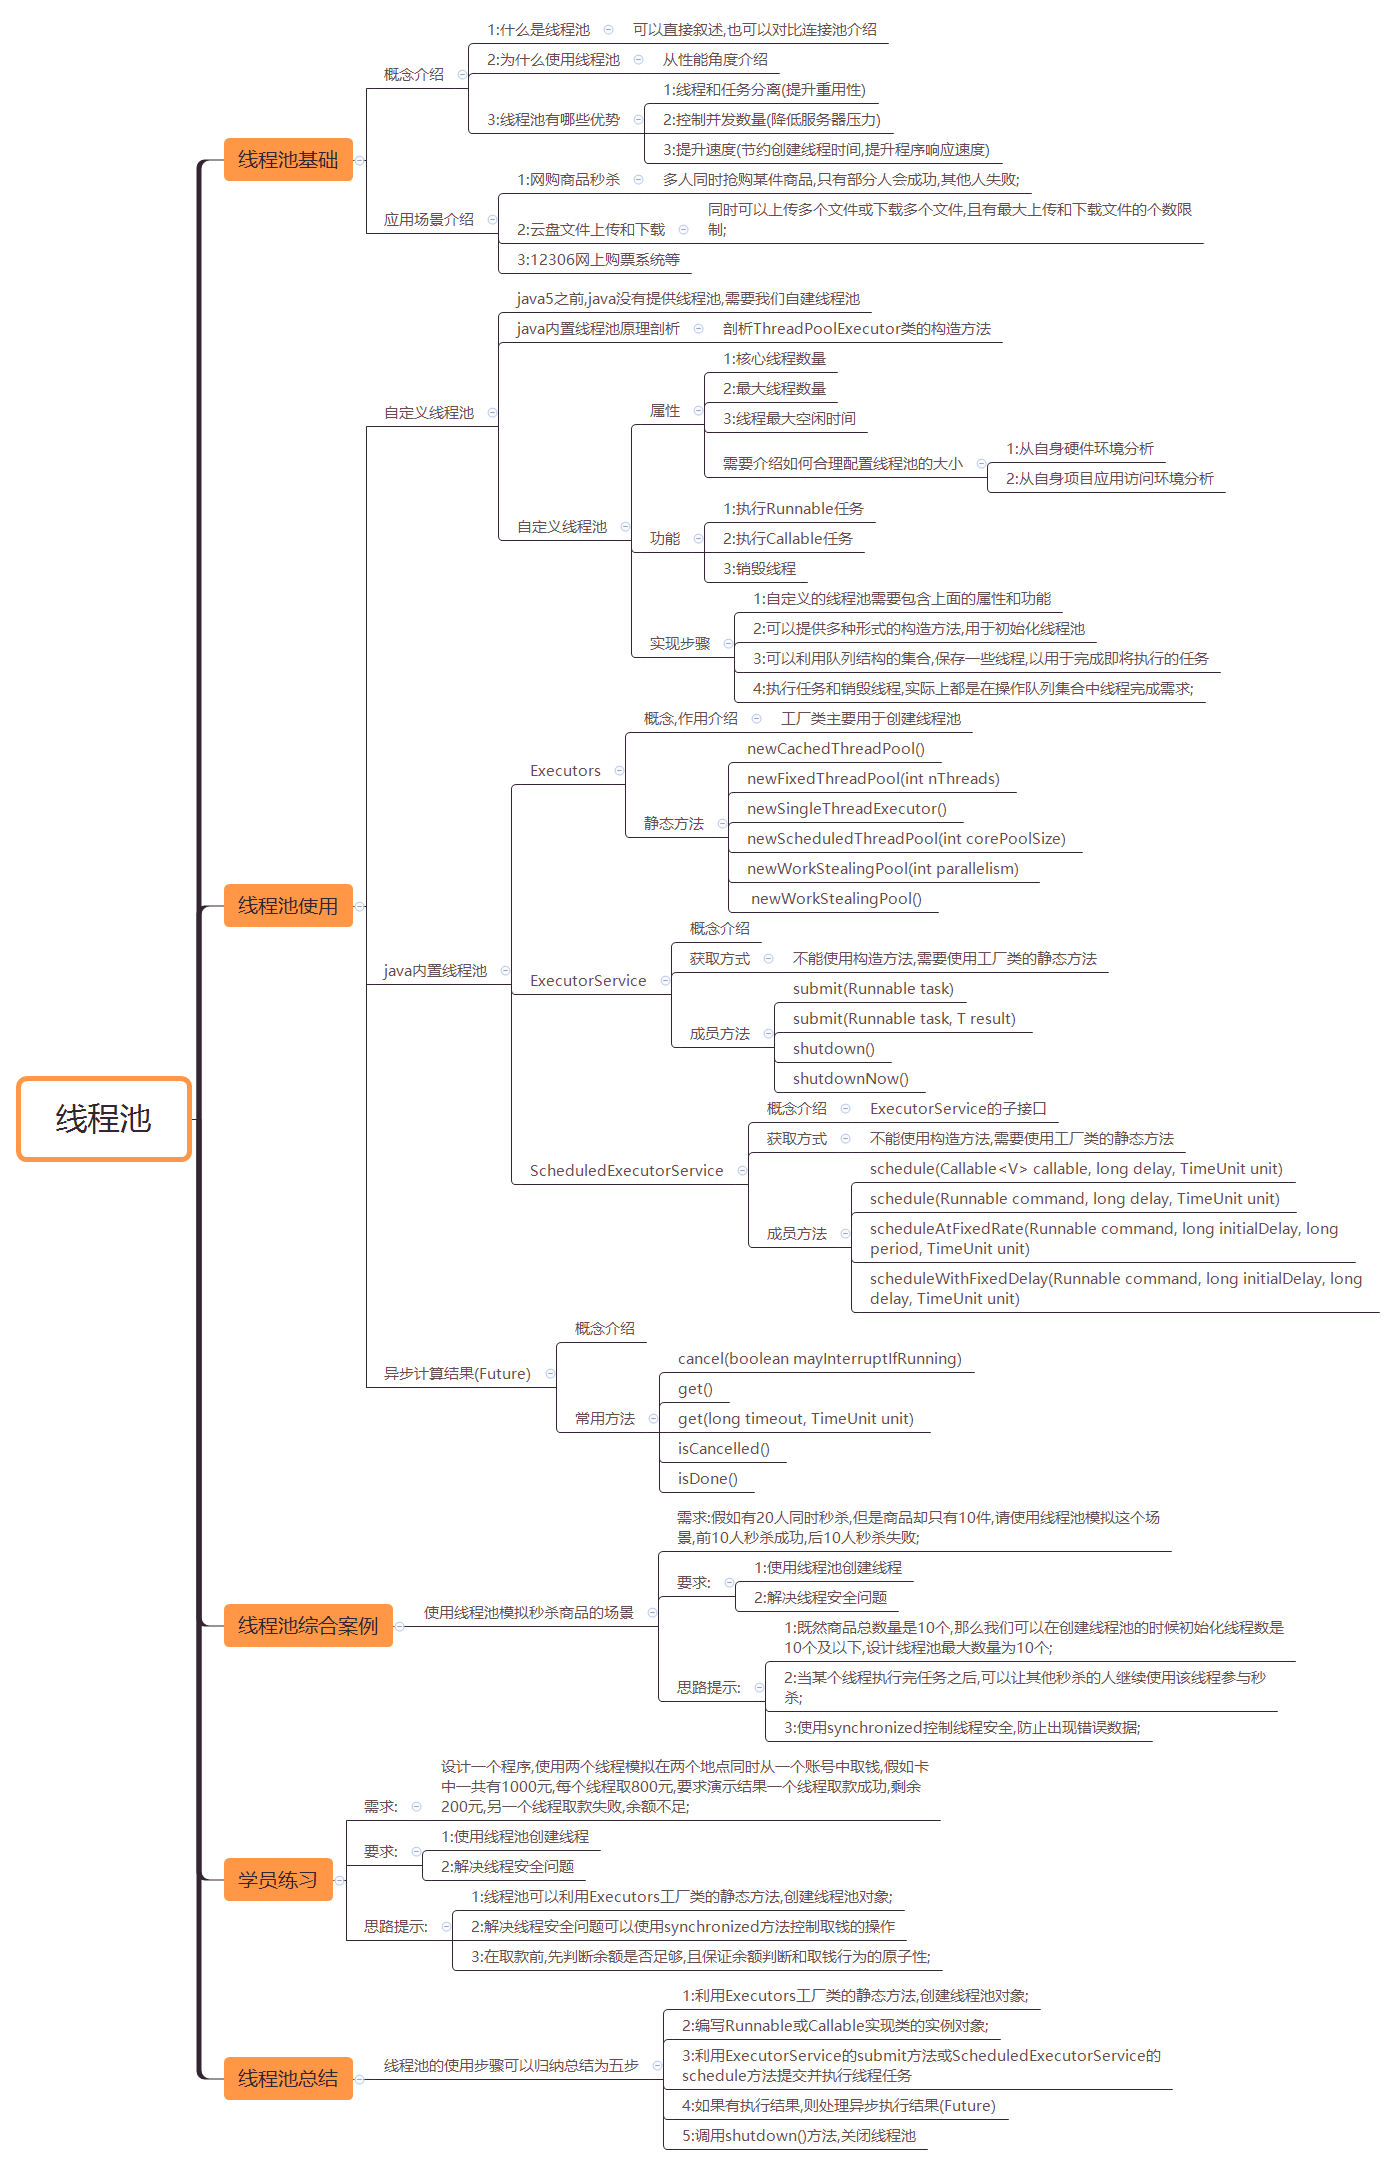 线程池
线程池基础
概念介绍
1:什么是线程池
可以直接叙述,也可以对比连接池介绍
2:为什么使用线程池
从性能角度介绍
3:线程池有哪些优势
1:线程和任务分离(提升重用性)
2:控制并发数量(降低服务器压力)
3:提升速度(节约创建线程时间,提升程序响应速度)
应用场景介绍
1:网购商品秒杀
多人同时抢购某件商品,只有部分人会成功,其他人失败;
2:云盘文件上传和下载
同时可以上传多个文件或下载多个文件,且有最大上传和下载文件的个数限
制;
3:12306网上购票系统等
线程池使用
自定义线程池
java5之前,java没有提供线程池,需要我们自建线程池
java内置线程池原理剖析
剖析ThreadPoolExecutor类的构造方法
自定义线程池
属性
1:核心线程数量
2:最大线程数量
3:线程最大空闲时间
需要介绍如何合理配置线程池的大小
1:从自身硬件环境分析
2:从自身项目应用访问环境分析
功能
1:执行Runnable任务
2:执行Callable任务
3:销毁线程
实现步骤
1:自定义的线程池需要包含上面的属性和功能
2:可以提供多种形式的构造方法,用于初始化线程池
3:可以利用队列结构的集合,保存一些线程,以用于完成即将执行的任务
4:执行任务和销毁线程,实际上都是在操作队列集合中线程完成需求;
java内置线程池
Executors
概念,作用介绍
工厂类主要用于创建线程池
静态方法
newCachedThreadPool()
newFixedThreadPool(int nThreads)
newSingleThreadExecutor()
newScheduledThreadPool(int corePoolSize)
newWorkStealingPool(int parallelism)
newWorkStealingPool()
ExecutorService
概念介绍
获取方式
不能使用构造方法,需要使用工厂类的静态方法
成员方法
submit(Runnable task)
submit(Runnable task, T result)
shutdown()
shutdownNow()
ScheduledExecutorService
概念介绍
ExecutorService的子接口
获取方式
不能使用构造方法,需要使用工厂类的静态方法
成员方法
schedule(Callable<V> callable, long delay, TimeUnit unit)
schedule(Runnable command, long delay, TimeUnit unit)
scheduleAtFixedRate(Runnable command, long initialDelay, long
period, TimeUnit unit)
scheduleWithFixedDelay(Runnable command, long initialDelay, long
delay, TimeUnit unit)
异步计算结果(Future)
概念介绍
常用方法
cancel(boolean mayInterruptIfRunning)
get()
get(long timeout, TimeUnit unit)
isCancelled()
isDone()
线程池综合案例
使用线程池模拟秒杀商品的场景
需求:假如有20人同时秒杀,但是商品却只有10件,请使用线程池模拟这个场
景,前10人秒杀成功,后10人秒杀失败;
要求:
1:使用线程池创建线程
2:解决线程安全问题
思路提示:
1:既然商品总数量是10个,那么我们可以在创建线程池的时候初始化线程数是
10个及以下,设计线程池最大数量为10个;
2:当某个线程执行完任务之后,可以让其他秒杀的人继续使用该线程参与秒
杀;
3:使用synchronized控制线程安全,防止出现错误数据;
学员练习
需求:
设计一个程序,使用两个线程模拟在两个地点同时从一个账号中取钱,假如卡
中一共有1000元,每个线程取800元,要求演示结果一个线程取款成功,剩余
200元,另一个线程取款失败,余额不足;
要求:
1:使用线程池创建线程
2:解决线程安全问题
思路提示:
1:线程池可以利用Executors工厂类的静态方法,创建线程池对象;
2:解决线程安全问题可以使用synchronized方法控制取钱的操作
3:在取款前,先判断余额是否足够,且保证余额判断和取钱行为的原子性;
线程池总结
线程池的使用步骤可以归纳总结为五步
1:利用Executors工厂类的静态方法,创建线程池对象;
2:编写Runnable或Callable实现类的实例对象;
3:利用ExecutorService的submit方法或ScheduledExecutorService的
schedule方法提交并执行线程任务
4:如果有执行结果,则处理异步执行结果(Future)
5:调用shutdown()方法,关闭线程池